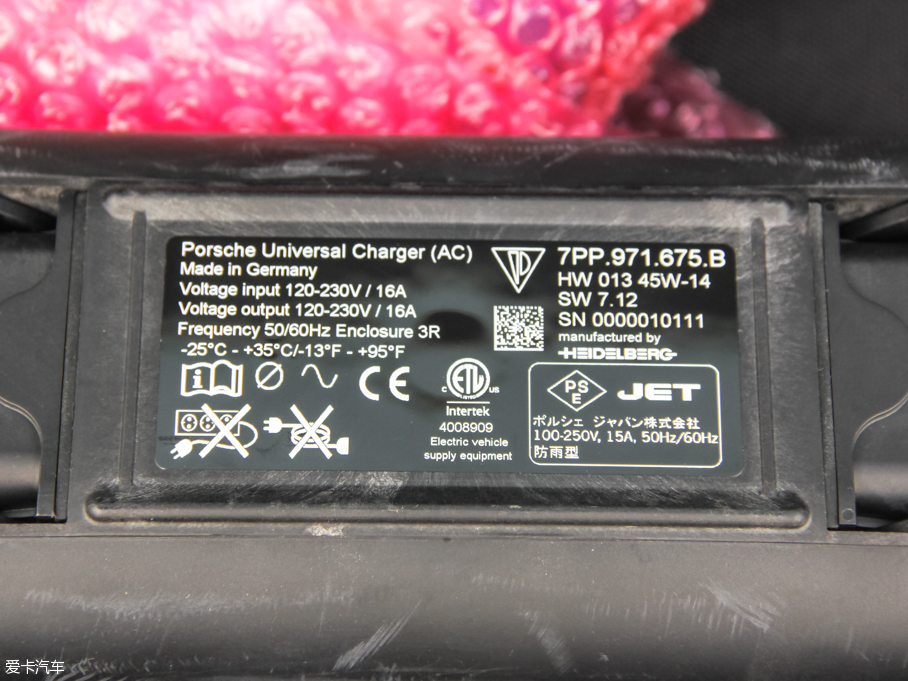 Porsche Universal Charger (AC)
Made in Germany
Voltage input 120-230V / 16A
Voltage output 120-230V / 16A
Frequency 50/60Hz Enclosure 3R
-25°C - +35°C/-13°F - +95°F
7PP.971.675.B
HW 013 45W-14
SW 7.12
SN 0000010111
manufactured by
HEIDELBERG
i
CE
C ETL US
Intertek
4008909
Electric vehicle
supply equipment
PS
E
JET
ポルシェ ジャパン株式会社
100-250V, 15A, 50Hz/60Hz
防雨型
爱卡汽车